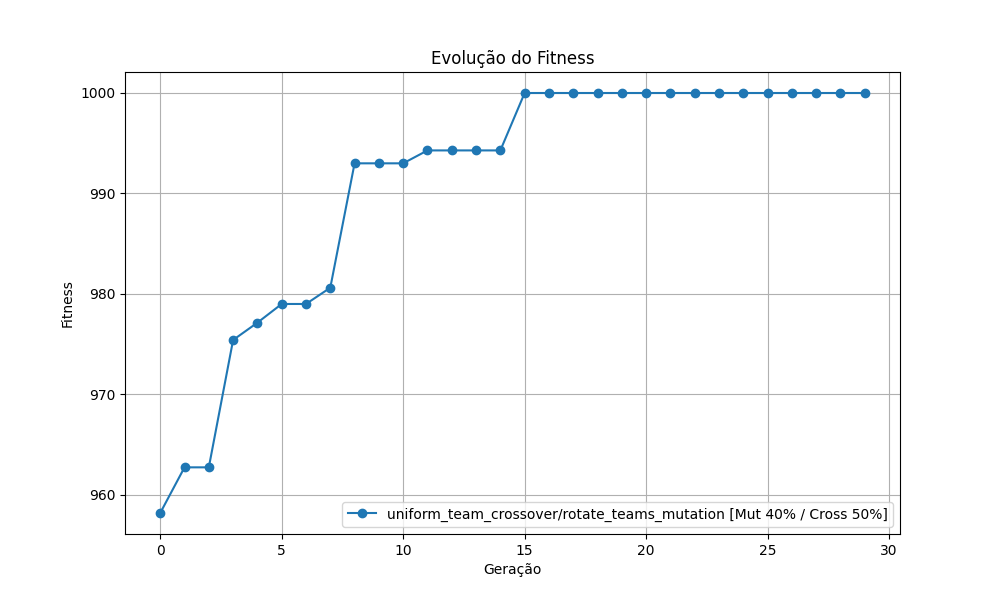 Evolução do Fitness
1000
990
980
970
960
Fitness
uniform_team_crossover/rotate_teams_mutation [Mut 40% / Cross 50%]
0 5 10 15 20 25 30
Geração